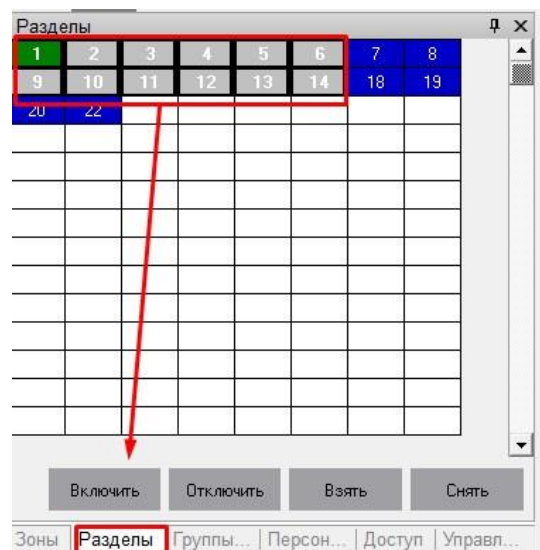 Разделы
1 2 3 4 5 6 7 8
9 10 11 12 13 14 18 19
20 22
Включить Отключить Взять Снять
Зоны Разделы Группы... Персон... Доступ Управл...